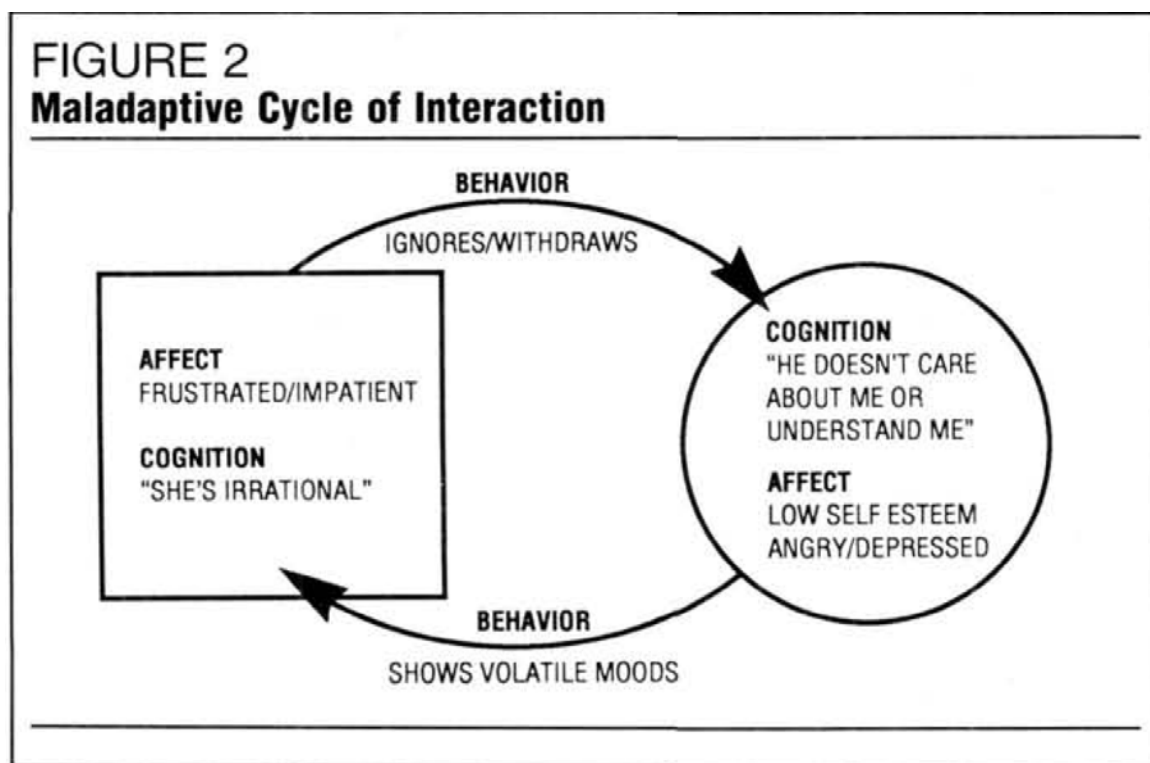 FIGURE 2
Maladaptive Cycle of Interaction
BEHAVIOR
IGNORES/WITHDRAWS
AFFECT
FRUSTRATED/IMPATIENT
COGNITION
"SHE'S IRRATIONAL"
COGNITION
"HE DOESN'T CARE
ABOUT ME OR
UNDERSTAND ME"
AFFECT
LOW SELF ESTEEM
ANGRY/DEPRESSED
BEHAVIOR
SHOWS VOLATILE MOODS